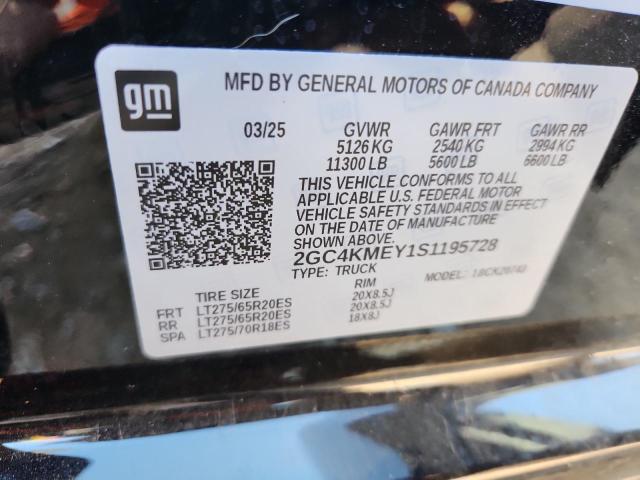 gm
MFD BY GENERAL MOTORS OF CANADA COMPANY
03/25 GVWR GAWR FRT GAWR RR
5126 KG 2540 KG 2994 KG
11300 LB 5600 LB 6600 LB
THIS VEHICLE CONFORMS TO ALL
APPLICABLE U.S. FEDERAL MOTOR
VEHICLE SAFETY STANDARDS IN EFFECT
ON THE DATE OF MANUFACTURE
SHOWN ABOVE.
2GC4KMEY1S1195728
TYPE: TRUCK MODEL:
TIRE SIZE RIM
FRT LT275/65R20ES 20X8.5J
RR LT275/65R20ES 20X8.5J
SPA LT275/70R18ES 18X8J